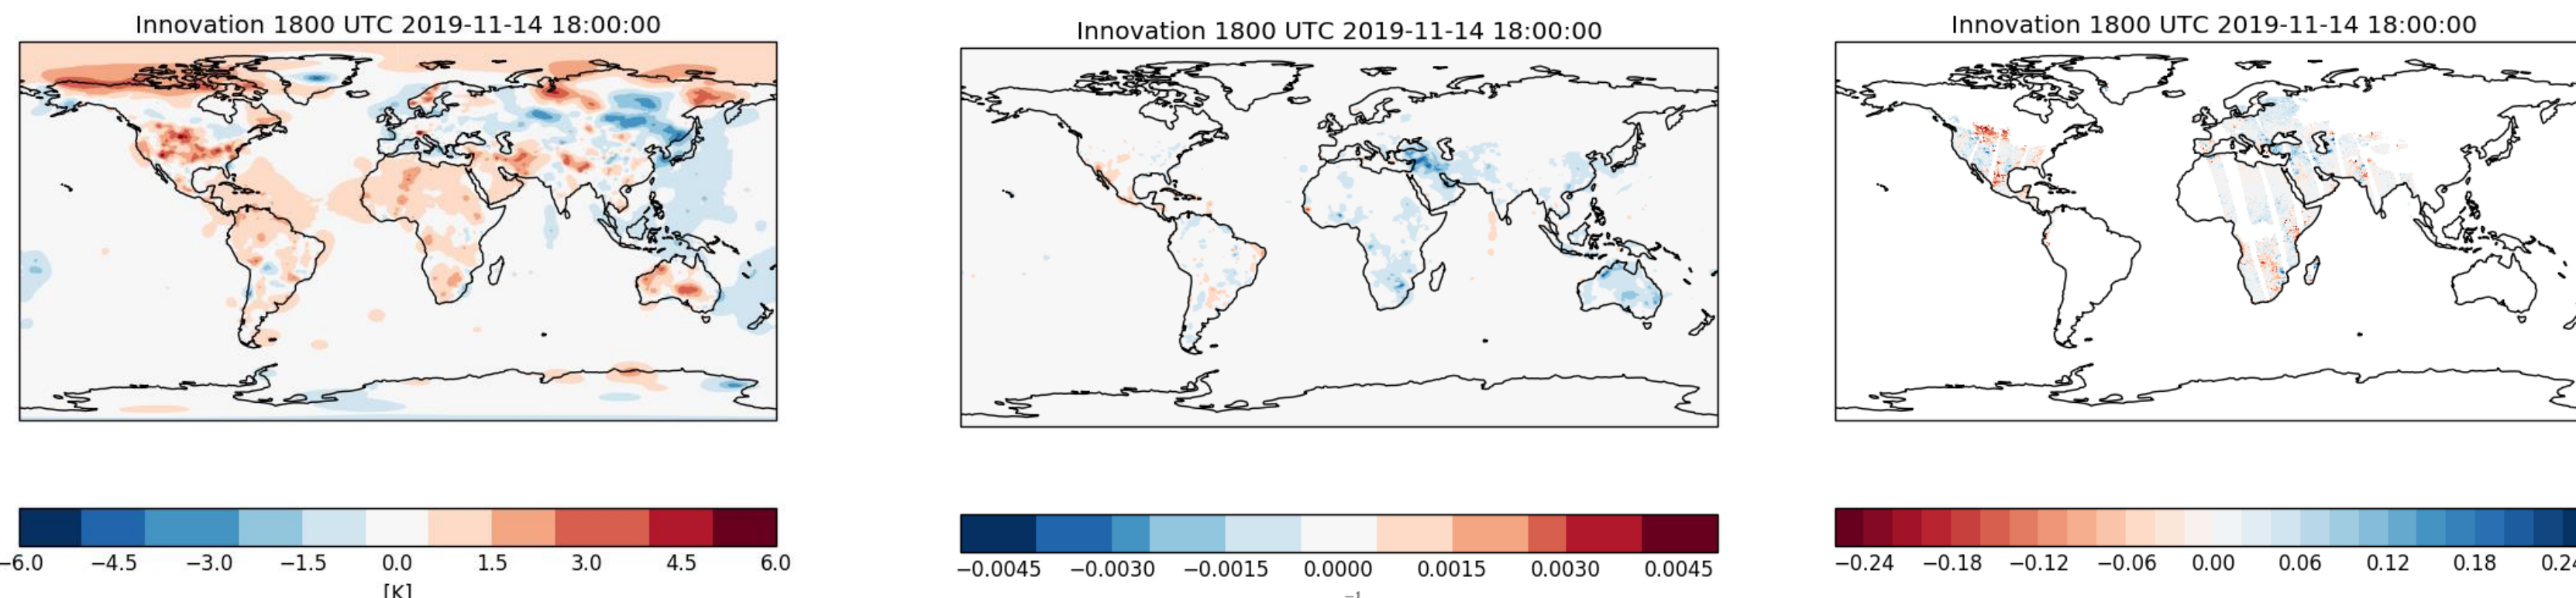 Innovation 1800 UTC 2019-11-14 18:00:00
−6.0 −4.5 −3.0 −1.5 0.0 1.5 3.0 4.5 6.0
[K]
Innovation 1800 UTC 2019-11-14 18:00:00
−0.0045 −0.0030 −0.0015 0.0000 0.0015 0.0030 0.0045
−1
Innovation 1800 UTC 2019-11-14 18:00:00
−0.24 −0.18 −0.12 −0.06 0.00 0.06 0.12 0.18 0.24